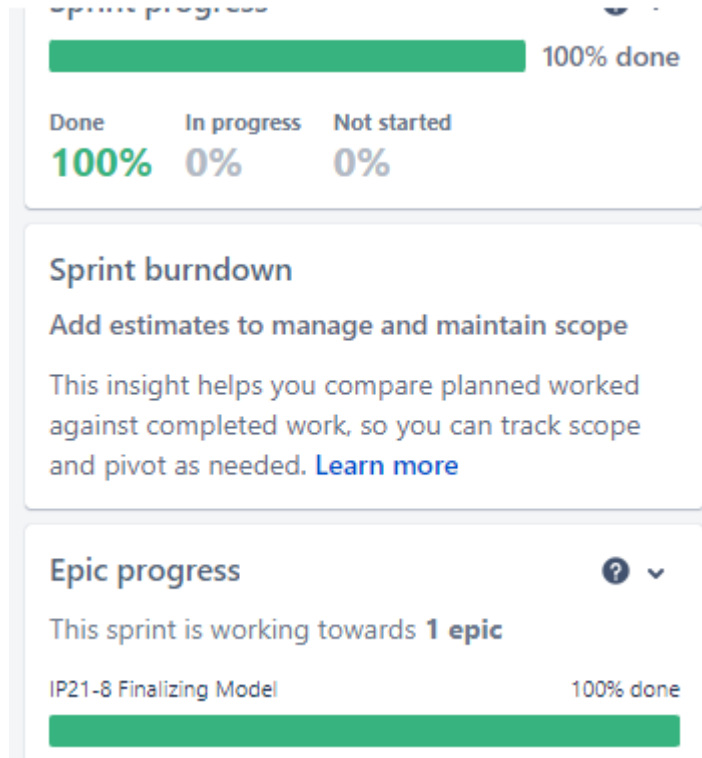 Sprint progress
100% done
Done In progress Not started
100% 0% 0%
Sprint burndown
Add estimates to manage and maintain scope
This insight helps you compare planned worked
against completed work, so you can track scope
and pivot as needed. Learn more
Epic progress
This sprint is working towards 1 epic
IP21-8 Finalizing Model 100% done